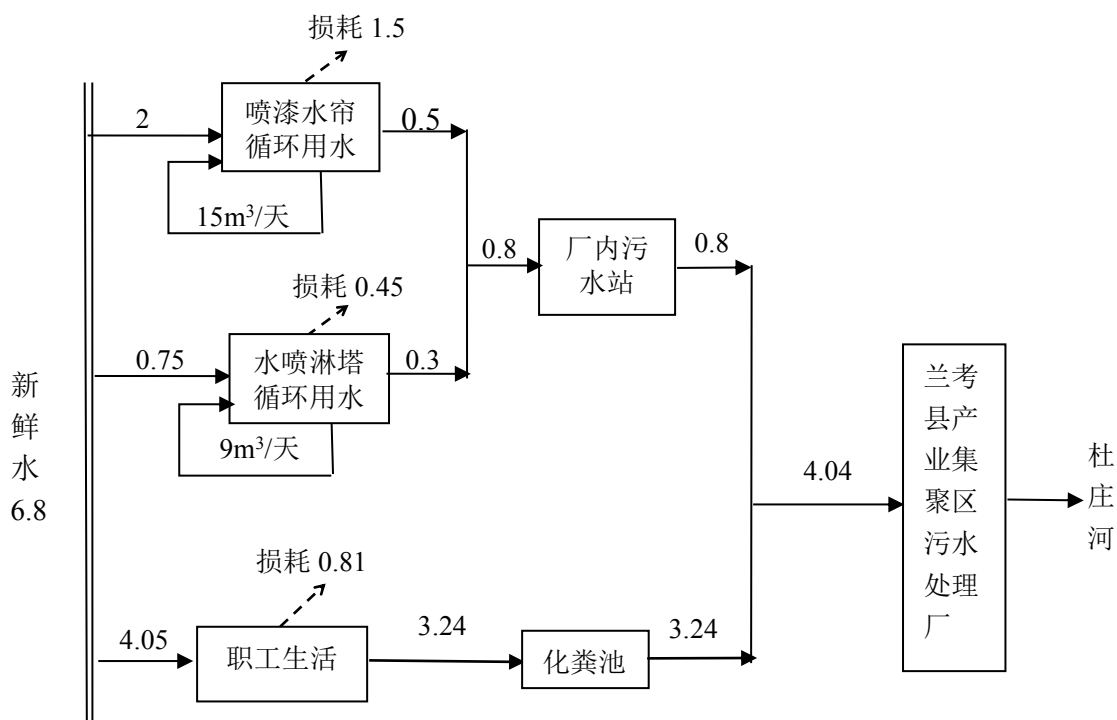 损耗 1.5
2
喷漆水帘
循环用水
0.5
15m³/天
0.8
厂内污
水站
0.8
损耗 0.45
0.75
水喷淋塔
循环用水
0.3
9m³/天
新
鲜
水
6.8
4.04
兰考
县产
业集
聚区
污水
处理
厂
杜
庄
河
损耗 0.81
4.05
职工生活
3.24
化粪池
3.24